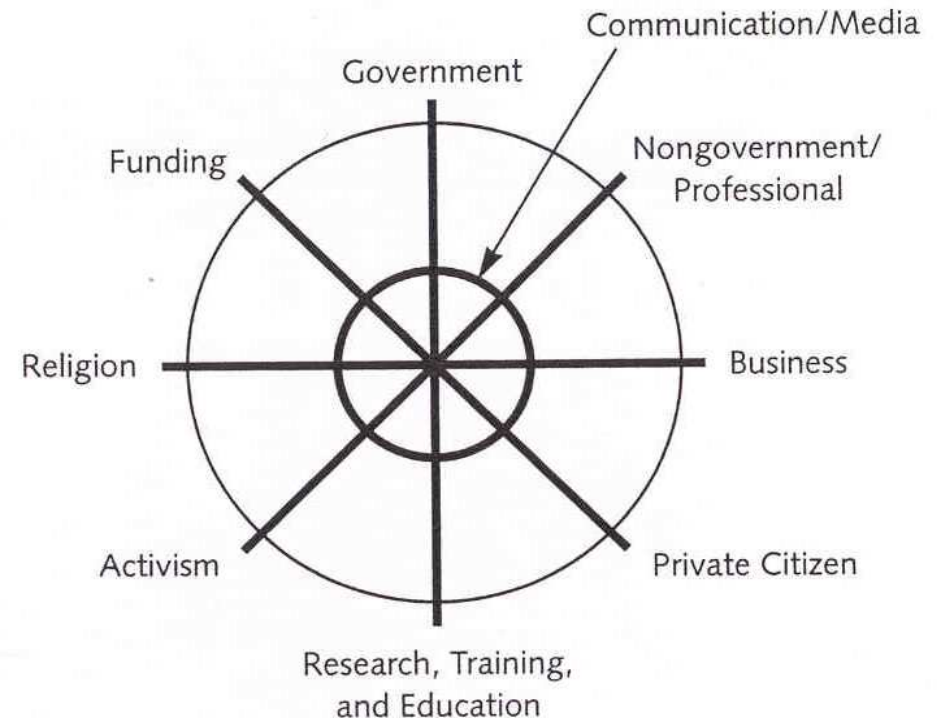 Communication/Media
Government
Nongovernment/
Professional
Funding
Religion
Business
Activism
Private Citizen
Research, Training,
and Education